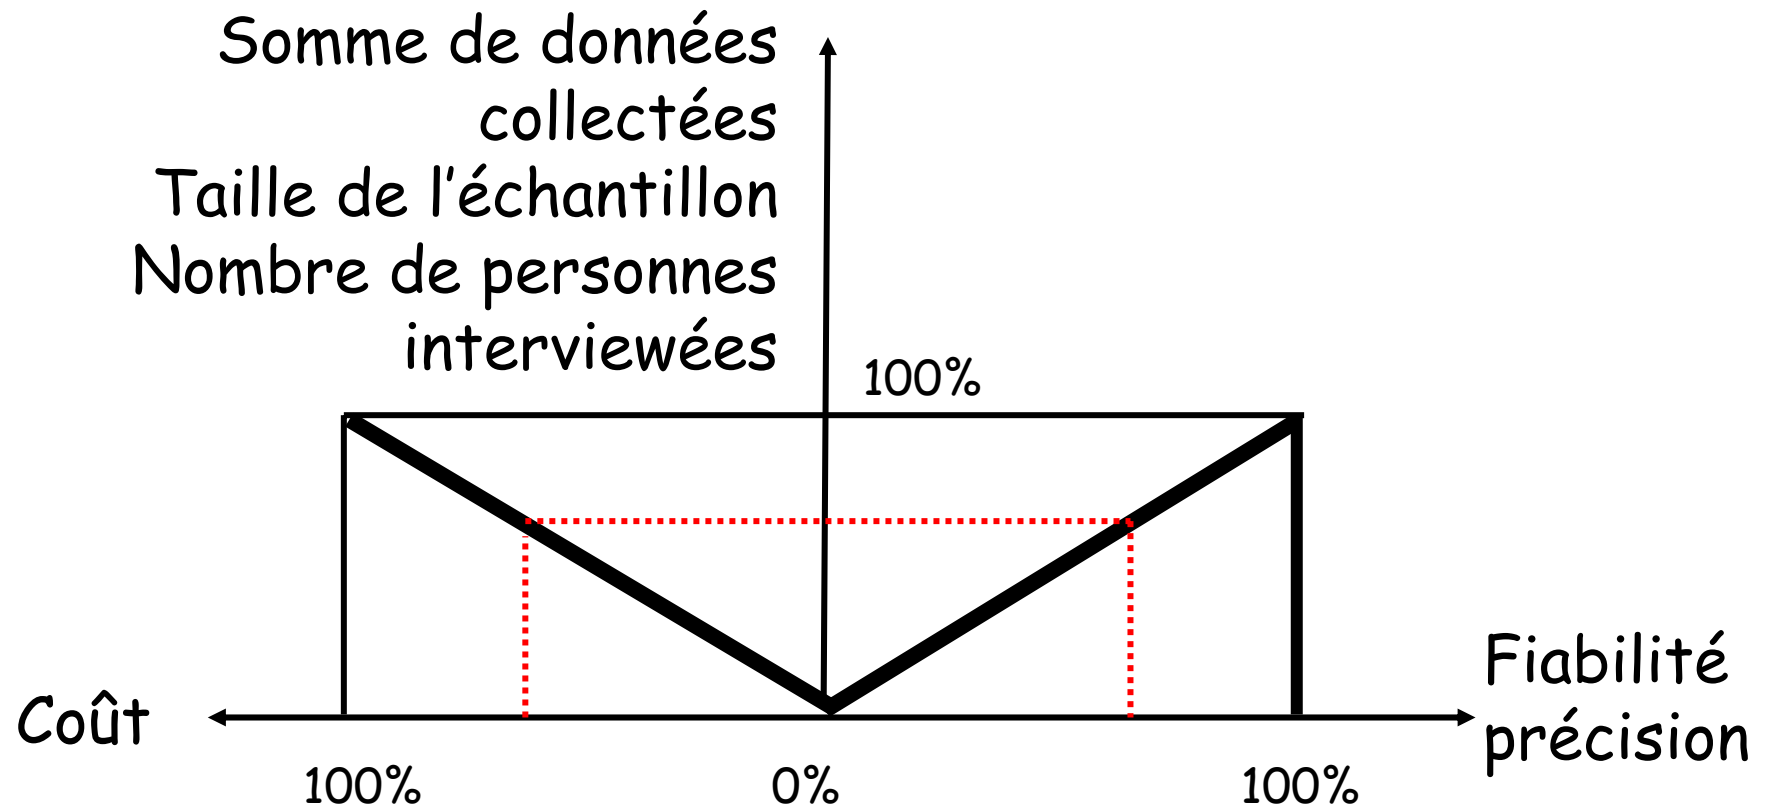 Somme de données
collectées
Taille de l’échantillon
Nombre de personnes
interviewées
100%
Fiabilité
précision
Coût
100%
0%
100%